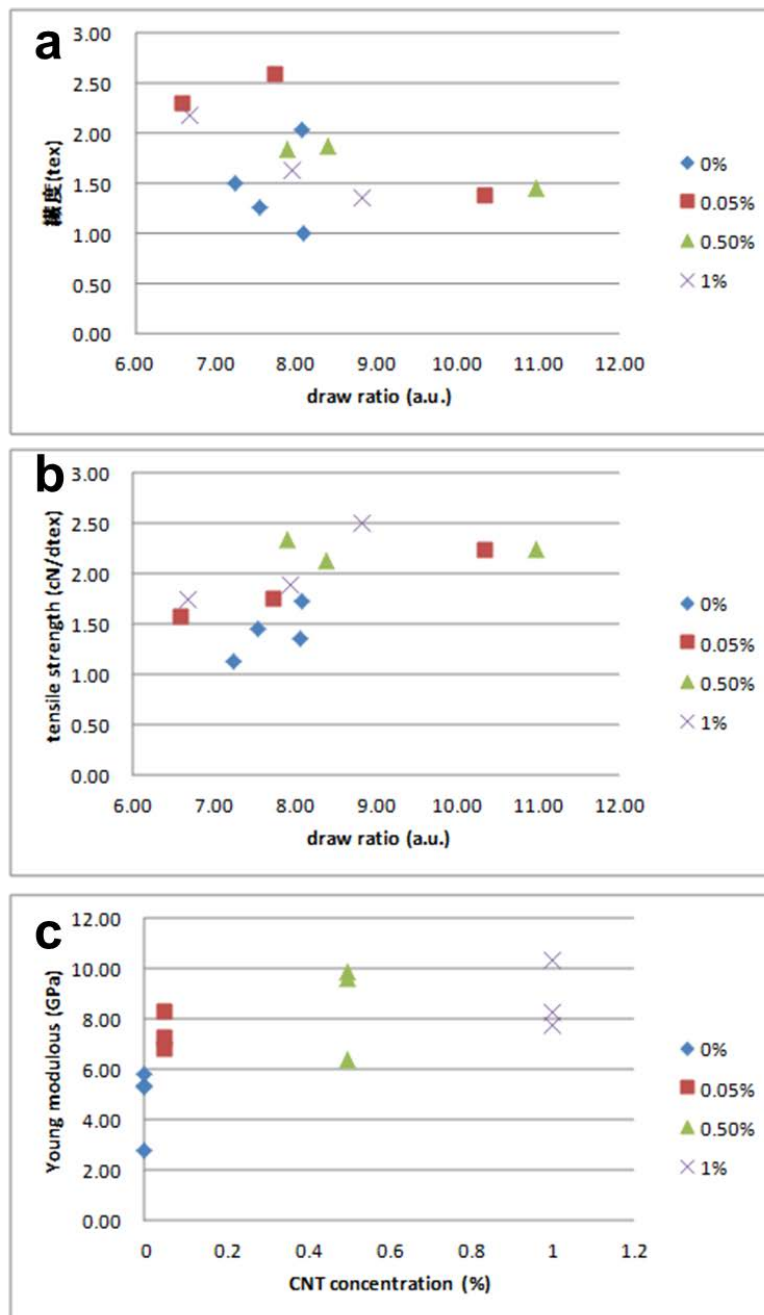 a
3.00
2.50
2.00
1.50
1.00
0.50
0.00
繊度(tex)
6.00 7.00 8.00 9.00 10.00 11.00 12.00
draw ratio (a.u.)
0%
0.05%
0.50%
1%
b
3.00
2.50
2.00
1.50
1.00
0.50
0.00
tensile strength (cN/dtex)
6.00 7.00 8.00 9.00 10.00 11.00 12.00
draw ratio (a.u.)
0%
0.05%
0.50%
1%
c
12.00
10.00
8.00
6.00
4.00
2.00
0.00
Young modulous (GPa)
0 0.2 0.4 0.6 0.8 1 1.2
CNT concentration (%)
0%
0.05%
0.50%
1%